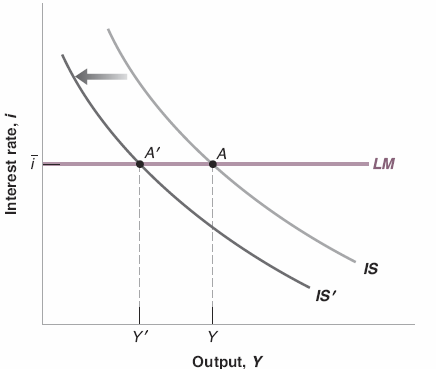 Interest rate, i
i̅
A′
A
LM
IS
IS′
Y′
Y
Output, Y